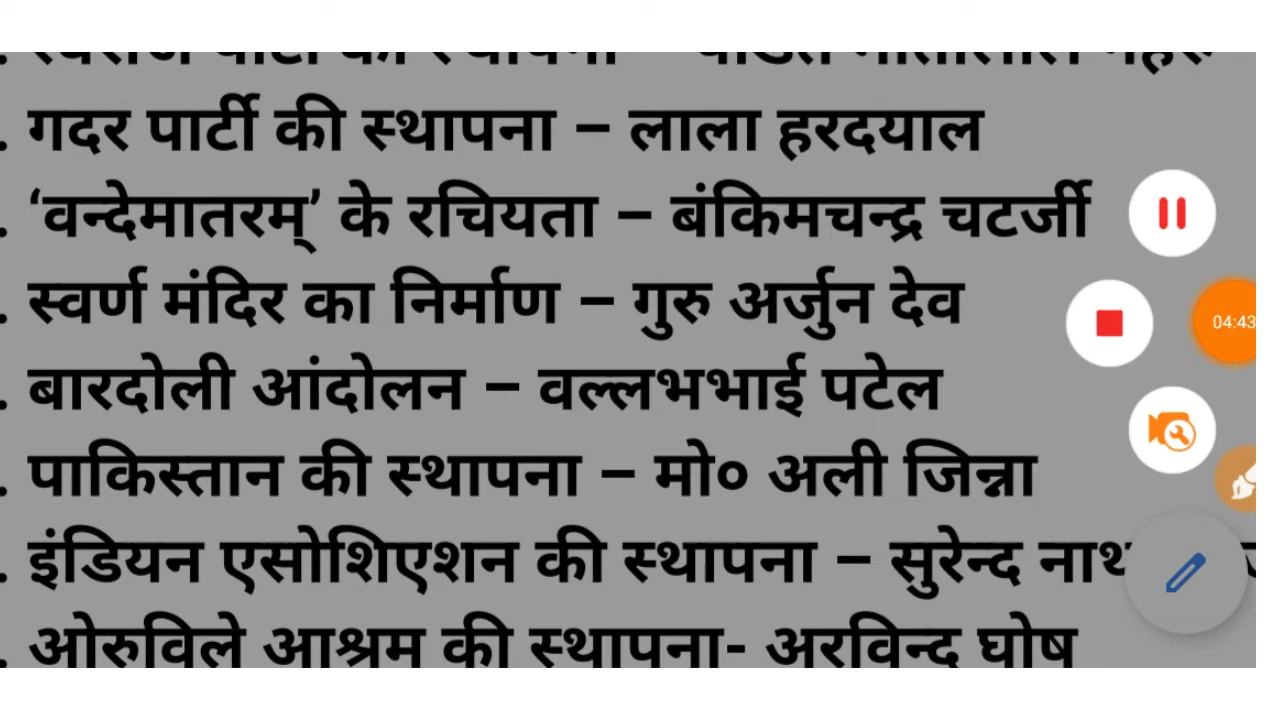 . गदर पार्टी की स्थापना – लाला हरदयाल
. ‘वन्देमातरम्’ के रचियता – बंकिमचन्द्र चटर्जी
. स्वर्ण मंदिर का निर्माण – गुरु अर्जुन देव
. बारदोली आंदोलन – वल्लभभाई पटेल
. पाकिस्तान की स्थापना – मो० अली जिन्ना
. इंडियन एसोशिएशन की स्थापना – सुरेन्द नाथ
. ओरुविले आश्रम की स्थापना- अरविन्द घोष
04:43